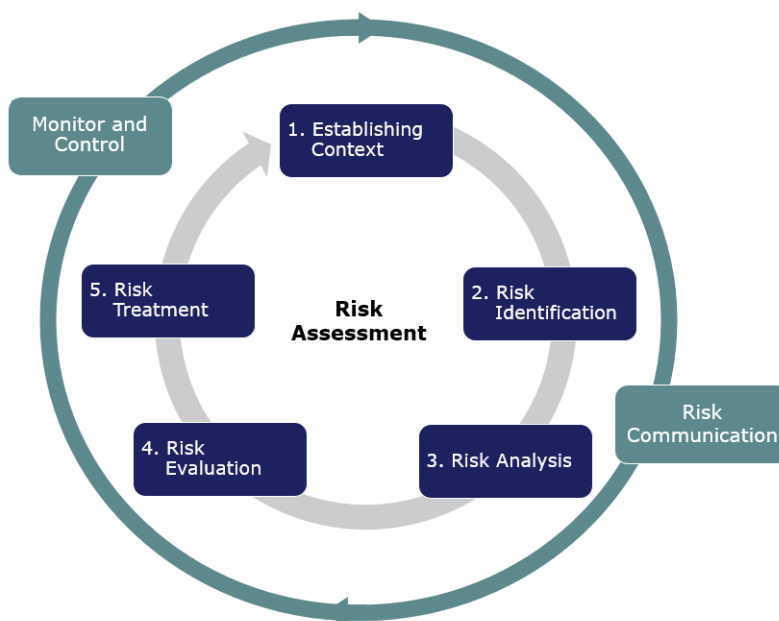 Monitor and
Control
1. Establishing
Context
5. Risk
Treatment
Risk
Assessment
2. Risk
Identification
Risk
Communication
4. Risk
Evaluation
3. Risk Analysis